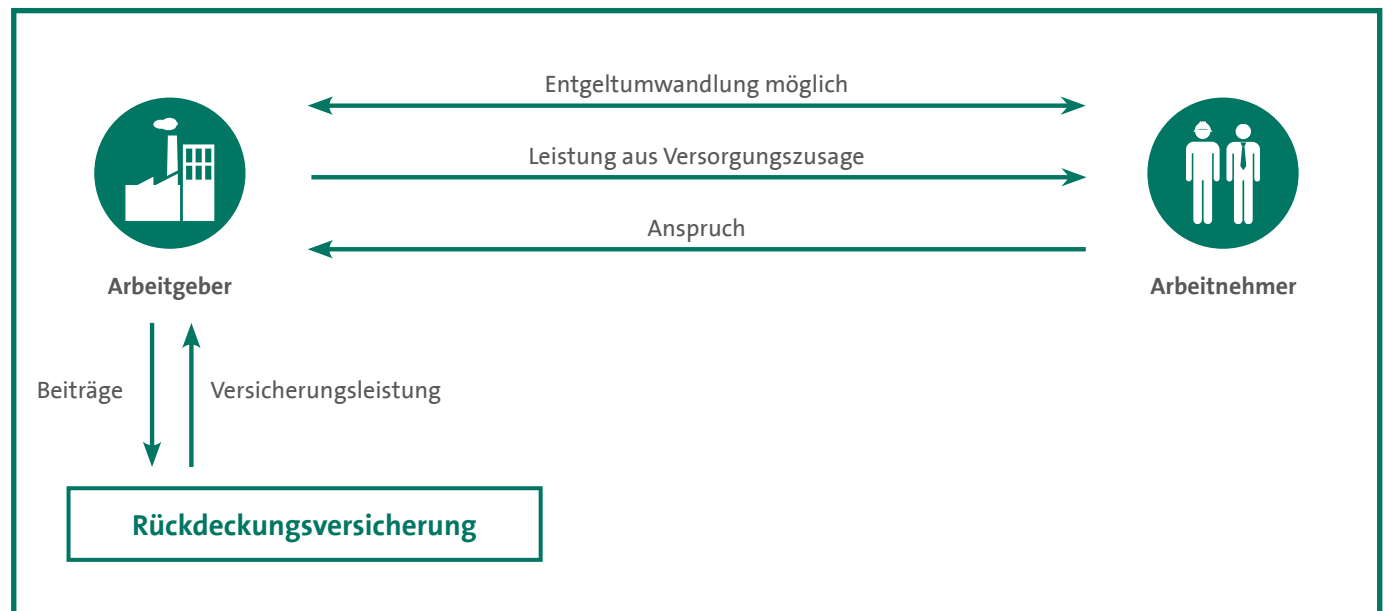 Entgeltumwandlung möglich
Leistung aus Versorgungszusage
Anspruch
Arbeitgeber
Arbeitnehmer
Beiträge
Versicherungsleistung
Rückdeckungsversicherung